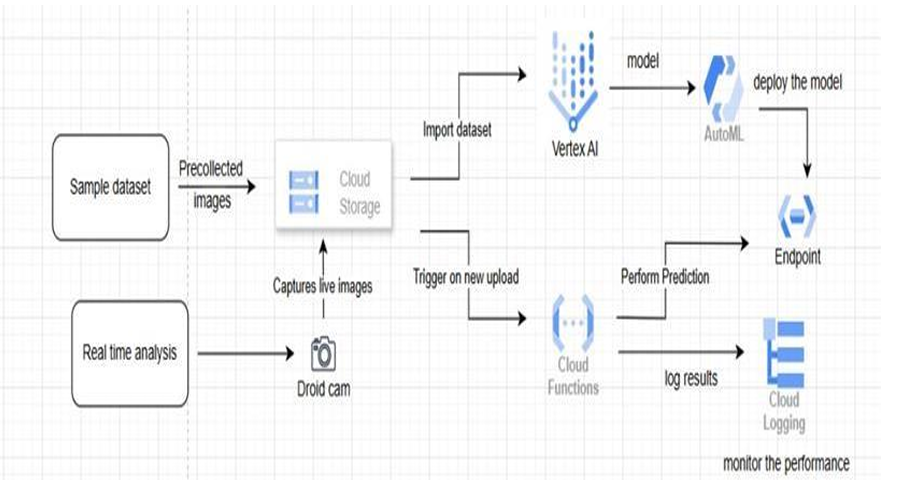 model
deploy the model
Import dataset
AutoML
Vertex AI
Sample dataset
Precollected
images
Cloud
Storage
Endpoint
Captures live images
Trigger on new upload
Perform Prediction
Real time analysis
Droid cam
Cloud
Functions
log results
Cloud
Logging
monitor the performance